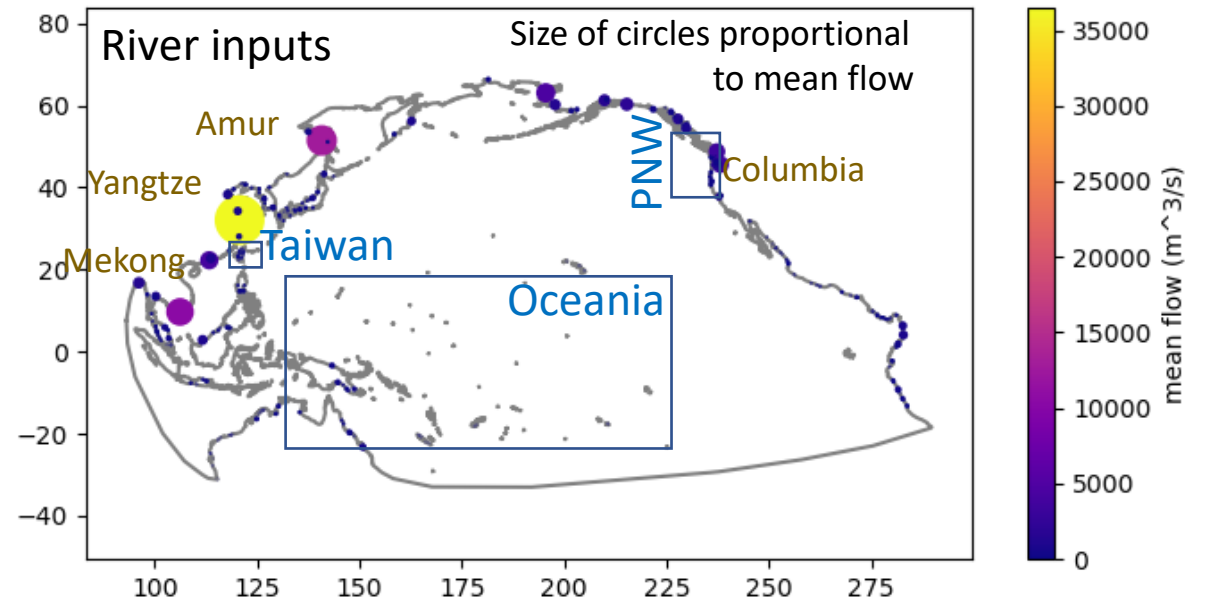 River inputs
Size of circles proportional
to mean flow
Amur
Yangtze
Mekong
Taiwan
Oceania
PNW
Columbia
80
60
40
20
0
−20
−40
100
125
150
175
200
225
250
275
35000
30000
25000
20000
15000
10000
5000
0
mean flow (m^3/s)